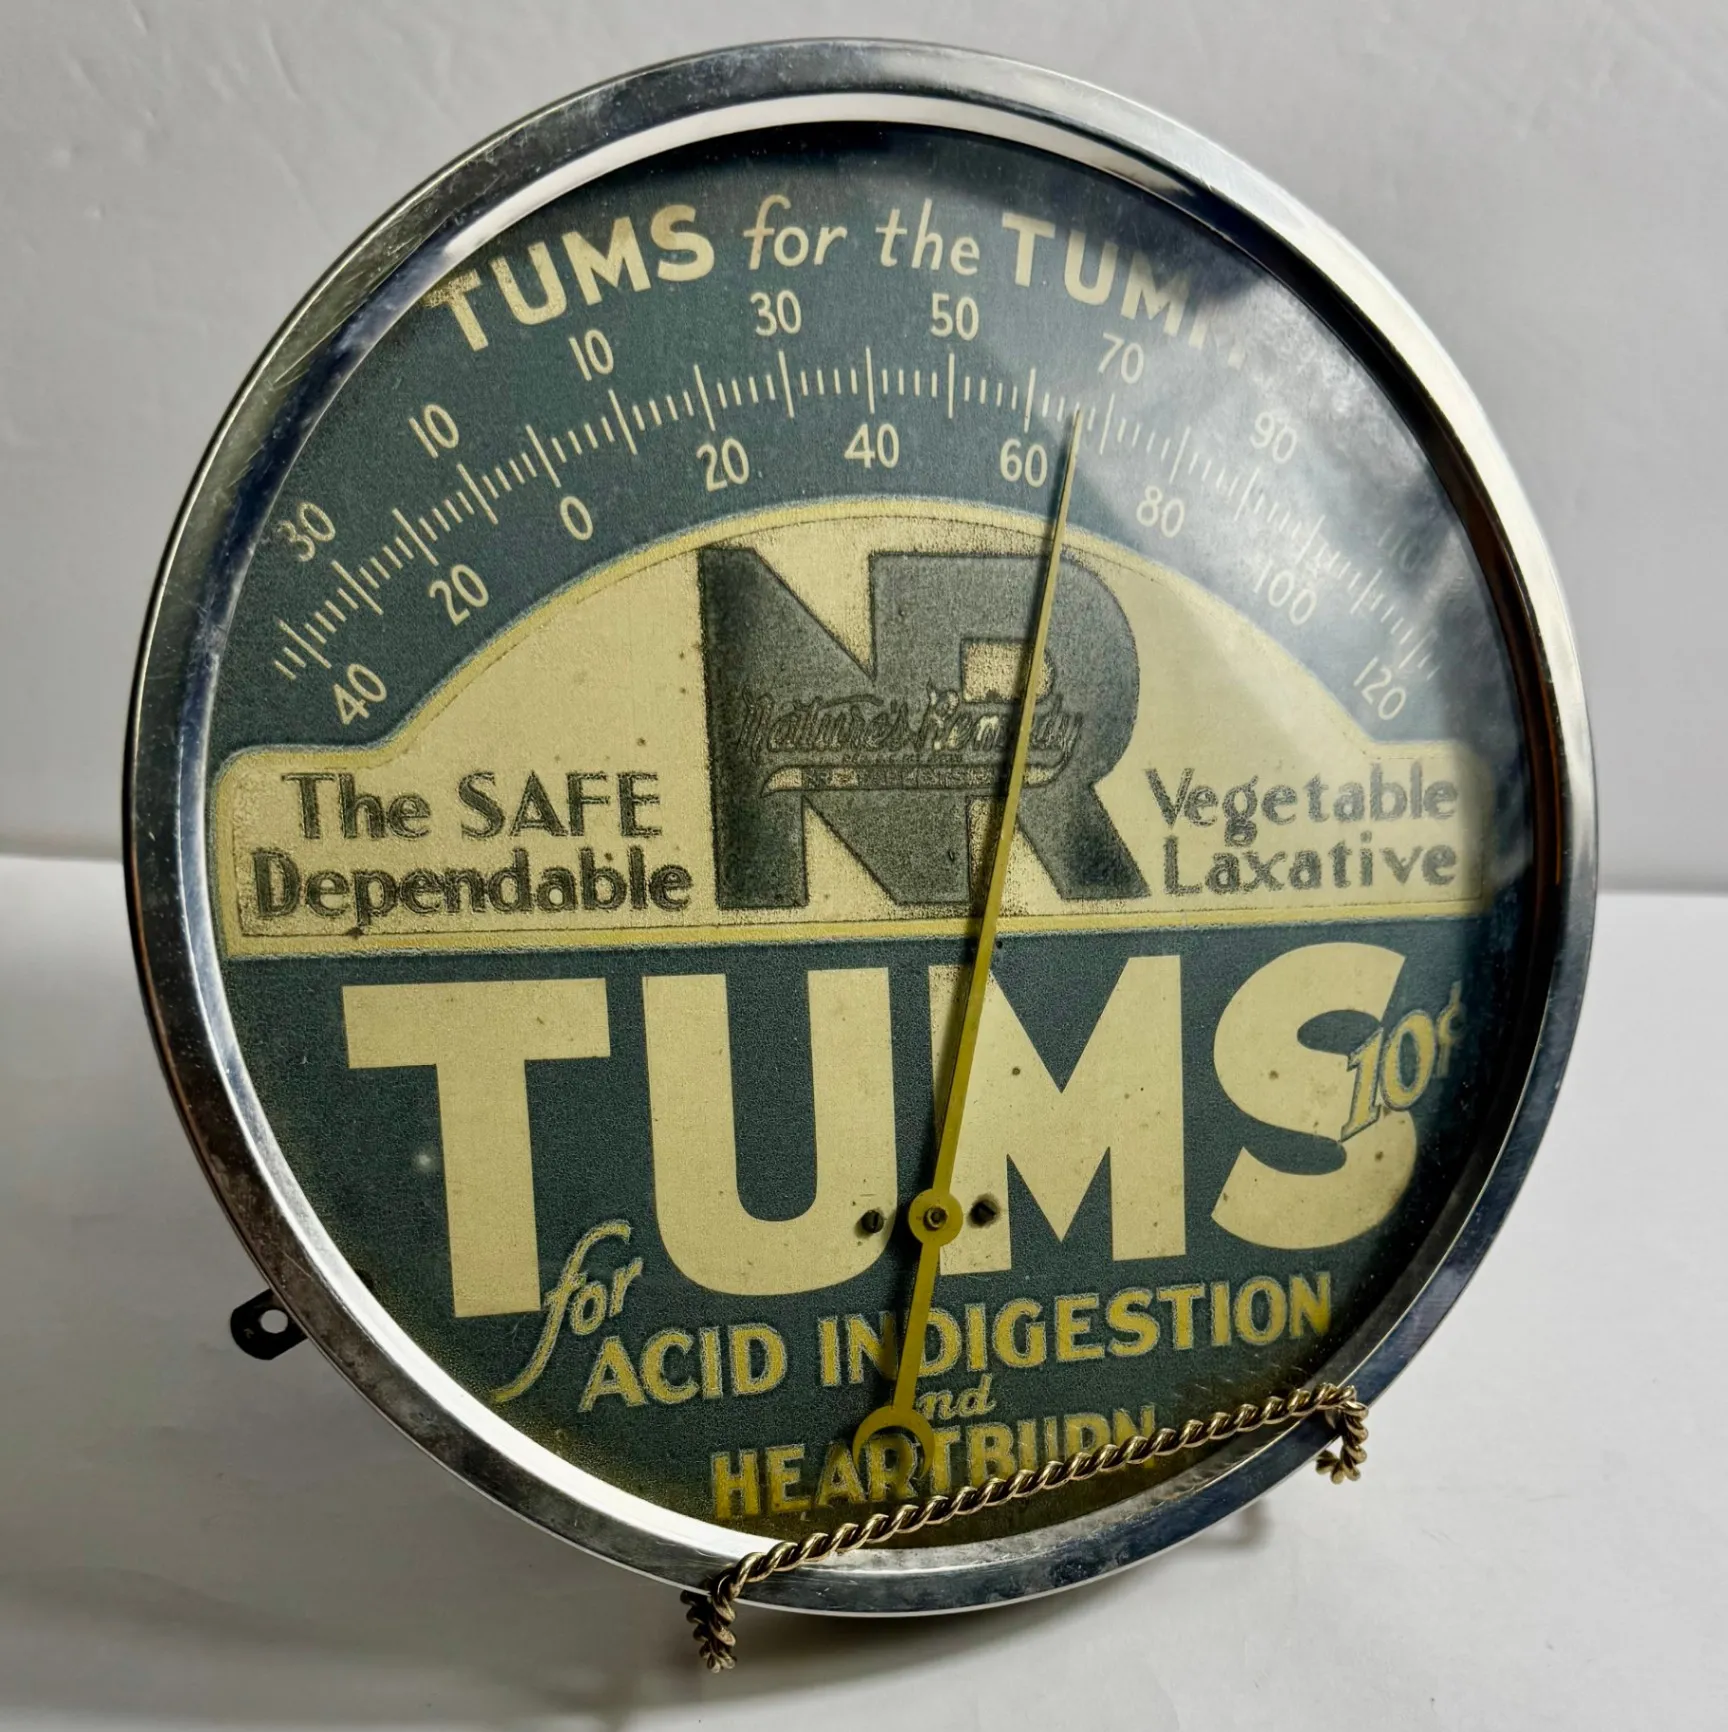 TUMS for the TUM
30 10 10 30 50 70 90 110
40 20 0 20 40 60 80 100 120
NR
Nature's Remedy
The SAFE
Dependable
Vegetable
Laxative
TUMS
10¢
for
ACID INDIGESTION
and
HEARTBURN